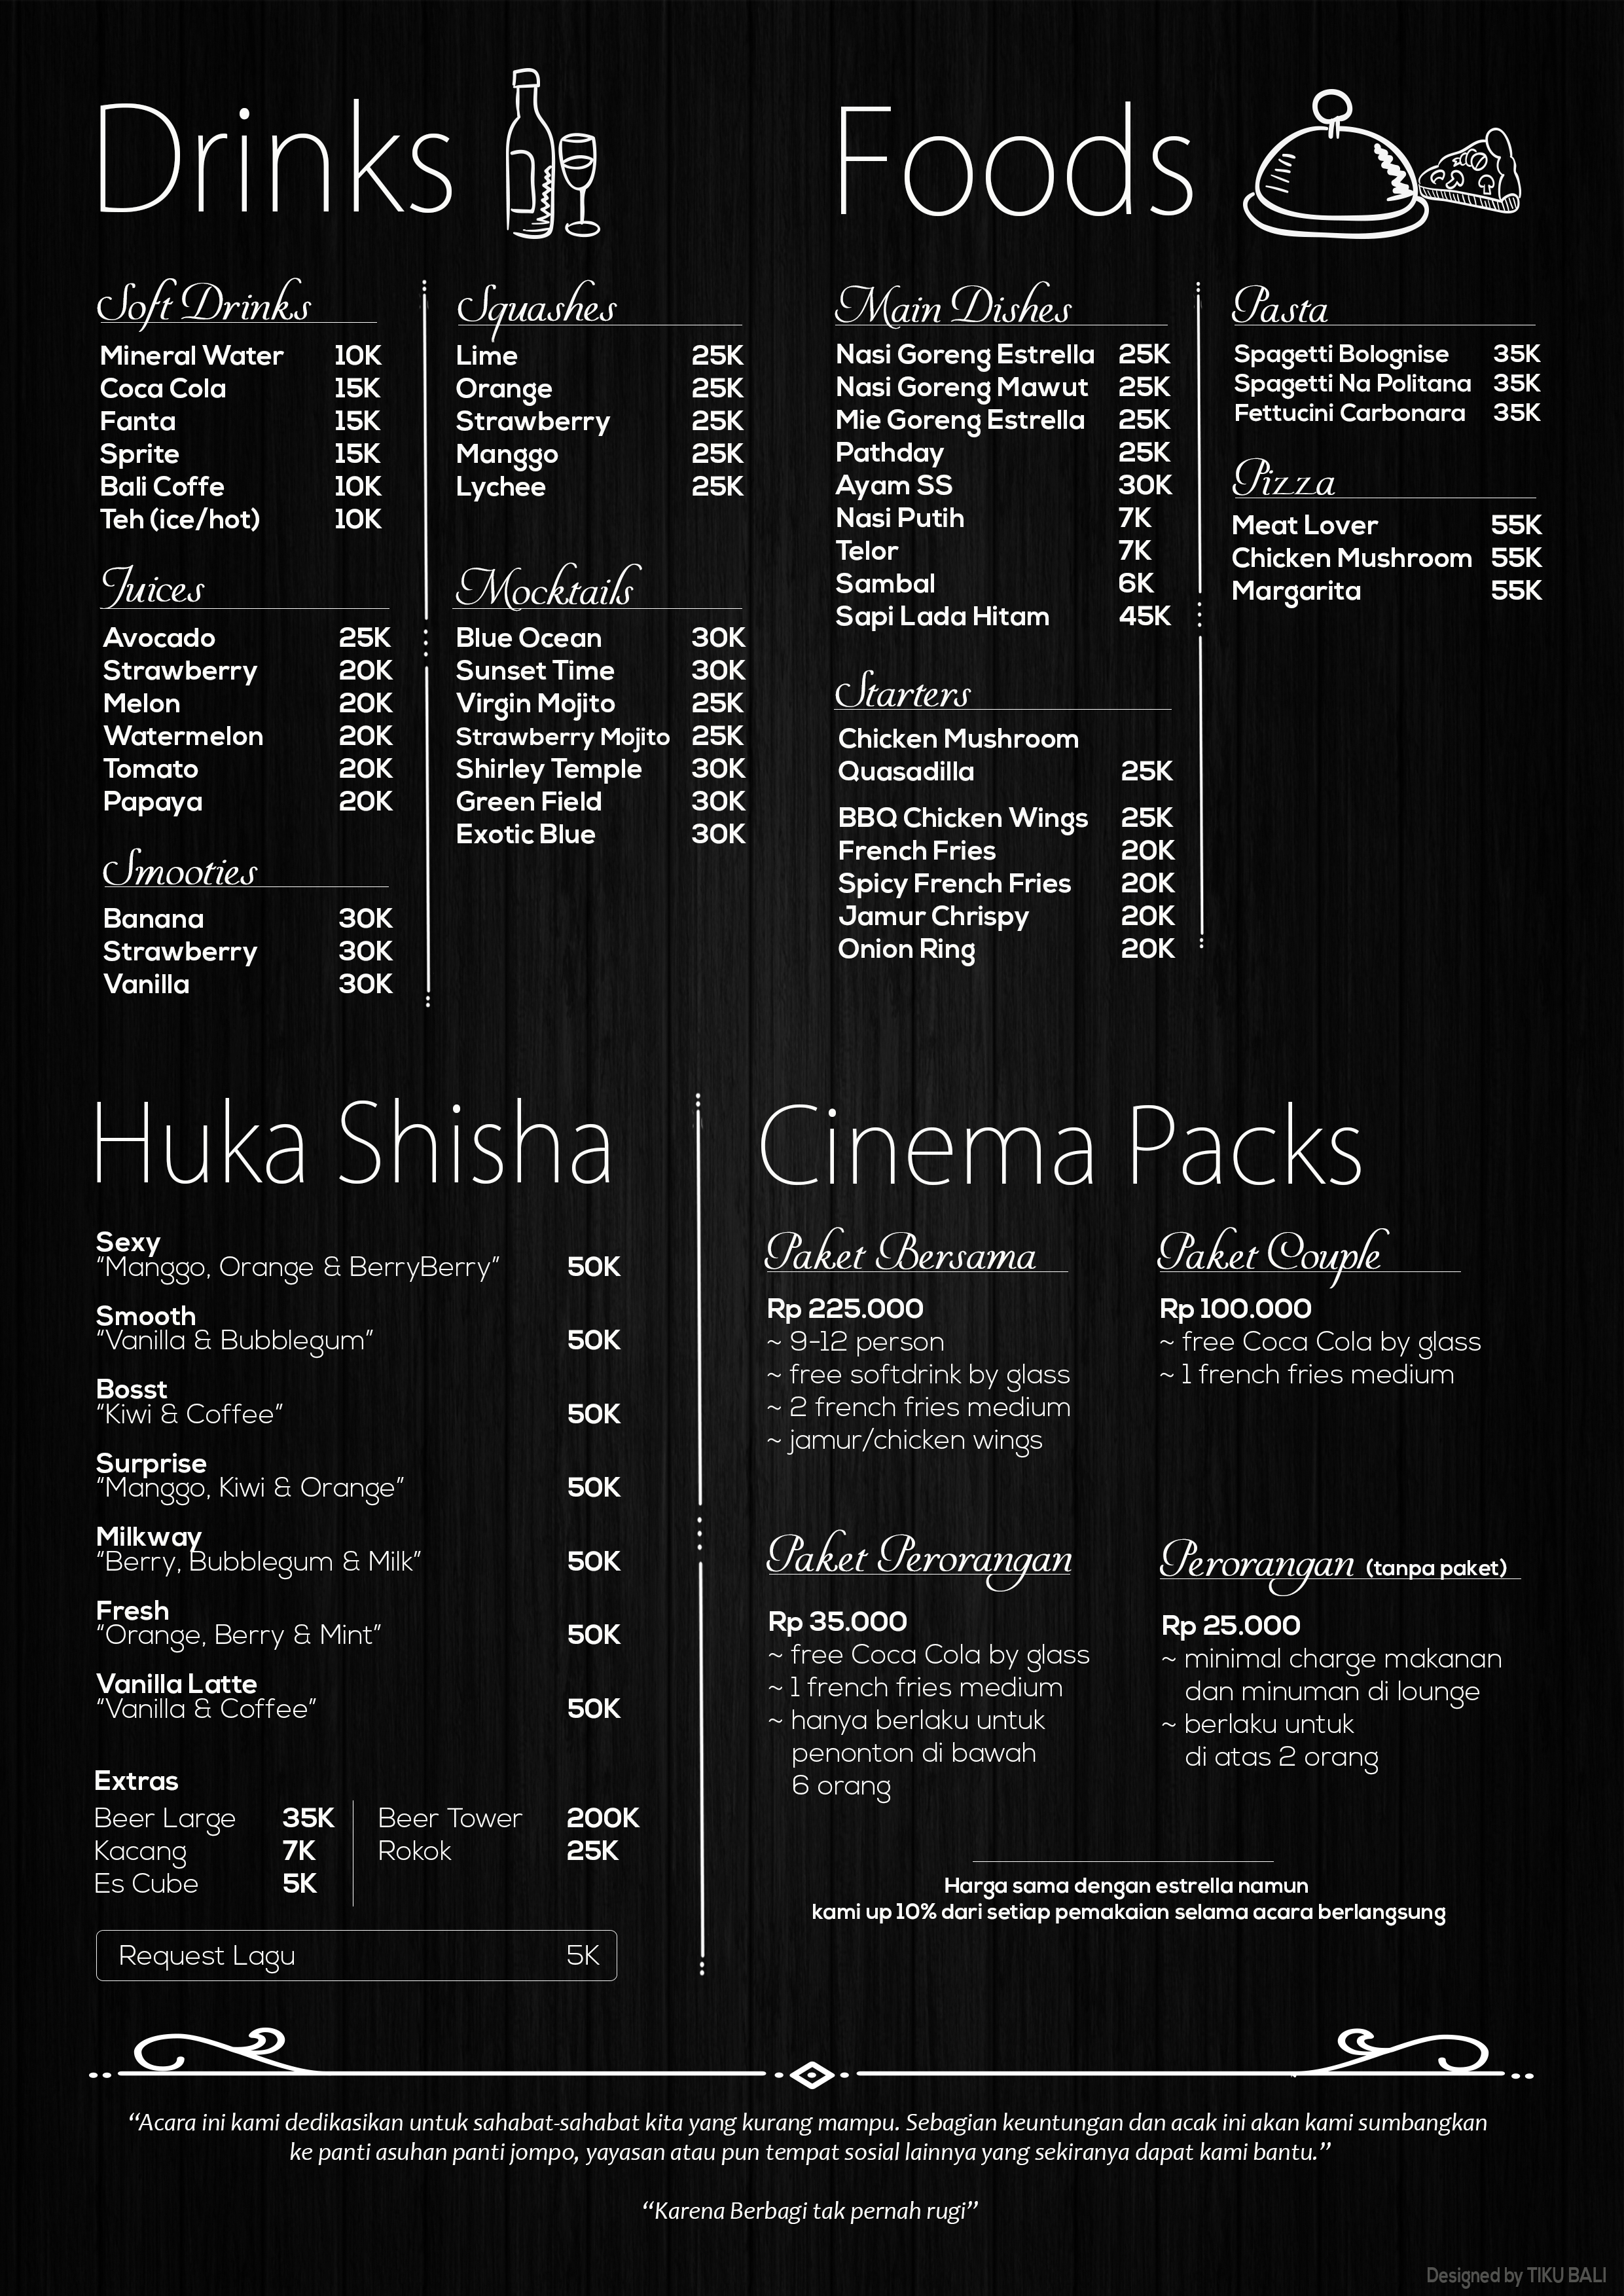 Drinks
Soft Drinks
Mineral Water 10K
Coca Cola 15K
Fanta 15K
Sprite 15K
Bali Coffe 10K
Teh (ice/hot) 10K
Juices
Avocado 25K
Strawberry 20K
Melon 20K
Watermelon 20K
Tomato 20K
Papaya 20K
Smooties
Banana 30K
Strawberry 30K
Vanilla 30K
Squashes
Lime 25K
Orange 25K
Strawberry 25K
Manggo 25K
Lychee 25K
Mocktails
Blue Ocean 30K
Sunset Time 30K
Virgin Mojito 25K
Strawberry Mojito 25K
Shirley Temple 30K
Green Field 30K
Exotic Blue 30K
Foods
Main Dishes
Nasi Goreng Estrella 25K
Nasi Goreng Mawut 25K
Mie Goreng Estrella 25K
Pathday 25K
Ayam SS 30K
Nasi Putih 7K
Telor 7K
Sambal 6K
Sapi Lada Hitam 45K
Starters
Chicken Mushroom
Quasadilla 25K
BBQ Chicken Wings 25K
French Fries 20K
Spicy French Fries 20K
Jamur Chrispy 20K
Onion Ring 20K
Pasta
Spagetti Bolognise 35K
Spagetti Na Politana 35K
Fettucini Carbonara 35K
Pizza
Meat Lover 55K
Chicken Mushroom 55K
Margarita 55K
Huka Shisha
Sexy
“Manggo, Orange & BerryBerry” 50K
Smooth
“Vanilla & Bubblegum” 50K
Bosst
“Kiwi & Coffee” 50K
Surprise
“Manggo, Kiwi & Orange” 50K
Milkway
“Berry, Bubblegum & Milk” 50K
Fresh
“Orange, Berry & Mint” 50K
Vanilla Latte
“Vanilla & Coffee” 50K
Extras
Beer Large 35K
Kacang 7K
Es Cube 5K
Beer Tower 200K
Rokok 25K
Request Lagu 5K
Cinema Packs
Paket Bersama
Rp 225.000
~ 9-12 person
~ free softdrink by glass
~ 2 french fries medium
~ jamur/chicken wings
Paket Couple
Rp 100.000
~ free Coca Cola by glass
~ 1 french fries medium
Paket Perorangan
Rp 35.000
~ free Coca Cola by glass
~ 1 french fries medium
~ hanya berlaku untuk
penonton di bawah
6 orang
Perorangan (tanpa paket)
Rp 25.000
~ minimal charge makanan
dan minuman di lounge
~ berlaku untuk
di atas 2 orang
Harga sama dengan estrella namun
kami up 10% dari setiap pemakaian selama acara berlangsung
“Acara ini kami dedikasikan untuk sahabat-sahabat kita yang kurang mampu. Sebagian keuntungan dan acak ini akan kami sumbangkan
ke panti asuhan panti jompo, yayasan atau pun tempat sosial lainnya yang sekiranya dapat kami bantu.”
“Karena Berbagi tak pernah rugi”
Designed by TIKU BALI